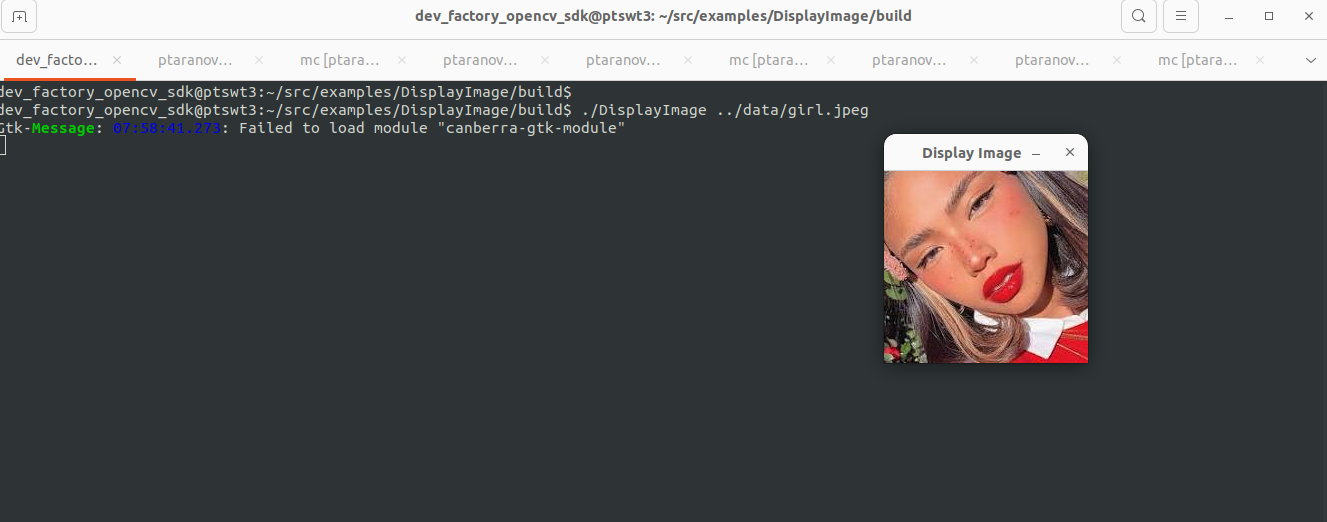 dev_factory_opencv_sdk@ptswt3: ~/src/examples/DisplayImage/build
dev_facto… ptaranov… mc [ptara… ptaranov… ptaranov… mc [ptara… ptaranov… ptaranov… mc [ptara…
dev_factory_opencv_sdk@ptswt3:~/src/examples/DisplayImage/build$
dev_factory_opencv_sdk@ptswt3:~/src/examples/DisplayImage/build$ ./DisplayImage ../data/girl.jpeg
Gtk-Message: 07:58:41.273: Failed to load module "canberra-gtk-module"
Display Image